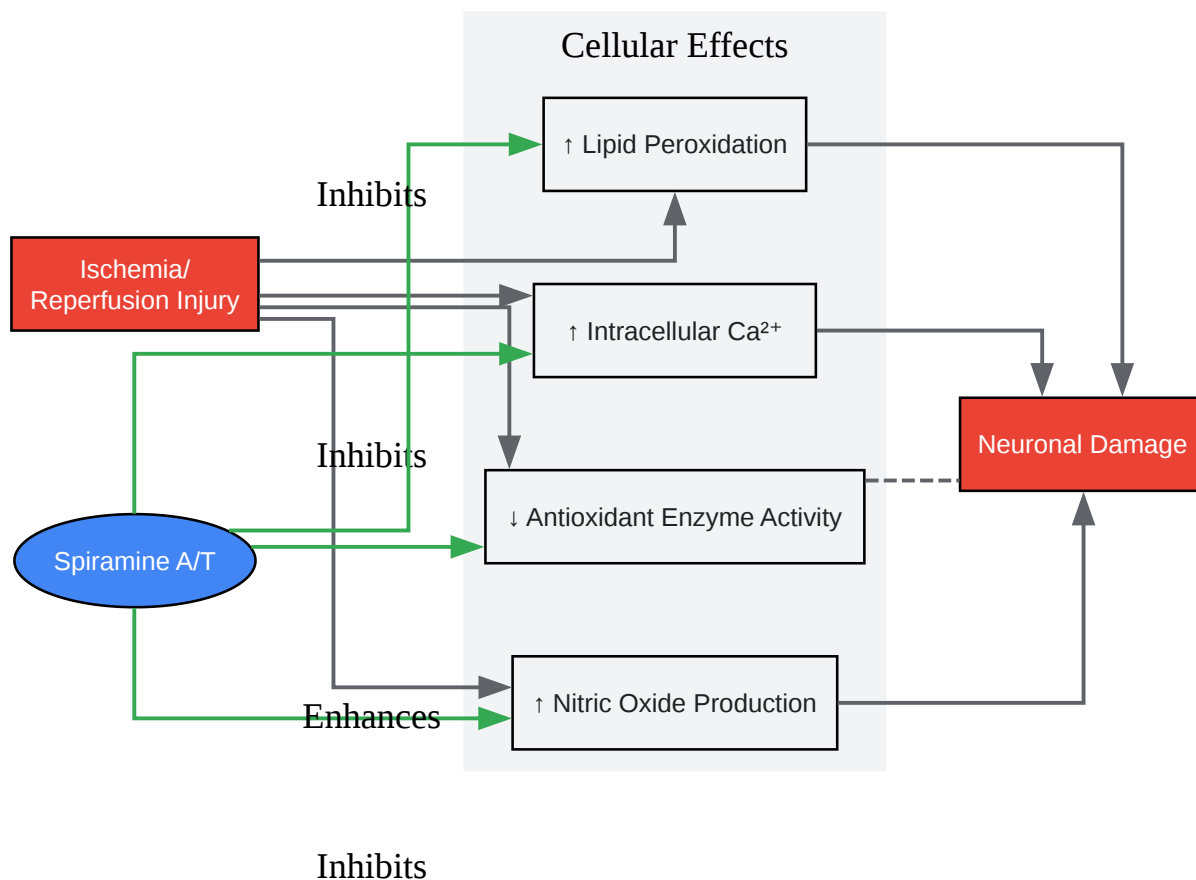 Cellular Effects
↑ Lipid Peroxidation
Inhibits
Ischemia/
Reperfusion Injury
↑ Intracellular Ca²⁺
Inhibits
Neuronal Damage
↓ Antioxidant Enzyme Activity
Spiramine A/T
↑ Nitric Oxide Production
Enhances
Inhibits